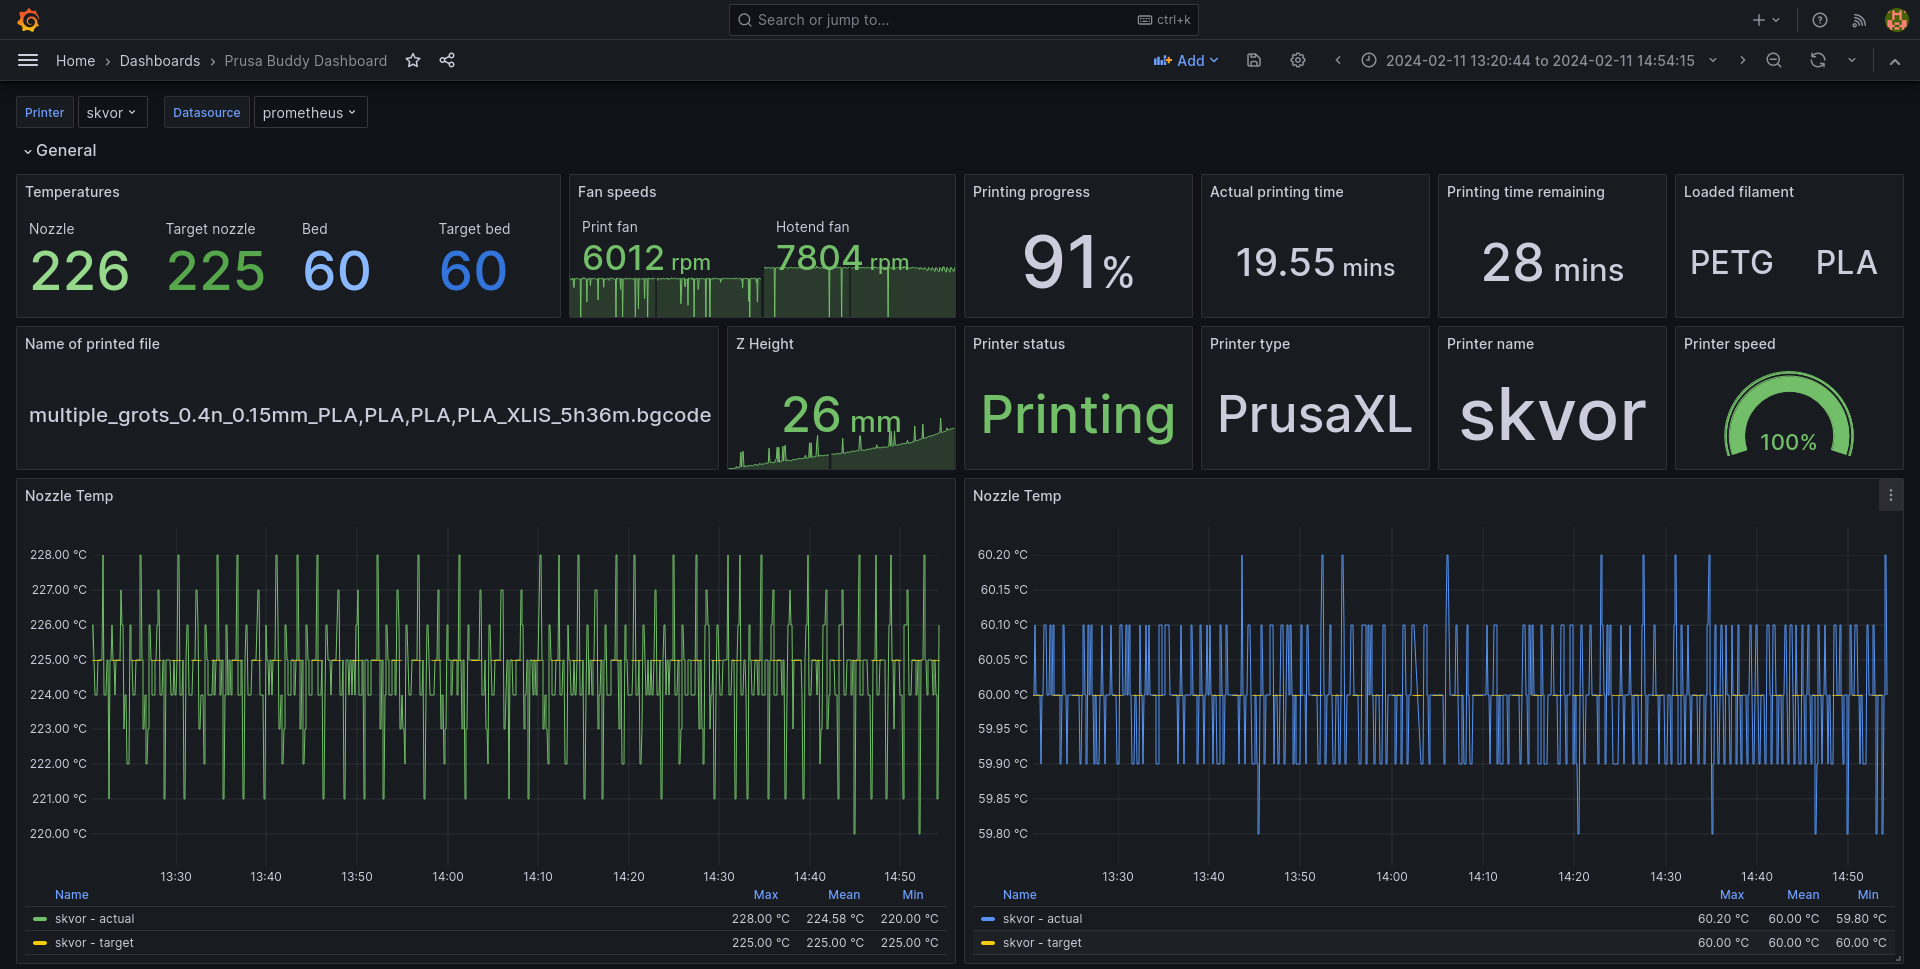 Search or jump to...
ctrl+k
Home › Dashboards › Prusa Buddy Dashboard
Add
2024-02-11 13:20:44 to 2024-02-11 14:54:15
Printer
skvor
Datasource
prometheus
General
Temperatures
Nozzle
226
Target nozzle
225
Bed
60
Target bed
60
Fan speeds
Print fan
6012 rpm
Hotend fan
7804 rpm
Printing progress
91%
Actual printing time
19.55 mins
Printing time remaining
28 mins
Loaded filament
PETG PLA
Name of printed file
multiple_grots_0.4n_0.15mm_PLA,PLA,PLA,PLA_XLIS_5h36m.bgcode
Z Height
26 mm
Printer status
Printing
Printer type
PrusaXL
Printer name
skvor
Printer speed
100%
Nozzle Temp
228.00 °C
227.00 °C
226.00 °C
225.00 °C
224.00 °C
223.00 °C
222.00 °C
221.00 °C
220.00 °C
13:30 13:40 13:50 14:00 14:10 14:20 14:30 14:40 14:50
Name Max Mean Min
skvor - actual 228.00 °C 224.58 °C 220.00 °C
skvor - target 225.00 °C 225.00 °C 225.00 °C
Nozzle Temp
60.20 °C
60.15 °C
60.10 °C
60.05 °C
60.00 °C
59.95 °C
59.90 °C
59.85 °C
59.80 °C
13:30 13:40 13:50 14:00 14:10 14:20 14:30 14:40 14:50
Name Max Mean Min
skvor - actual 60.20 °C 60.00 °C 59.80 °C
skvor - target 60.00 °C 60.00 °C 60.00 °C